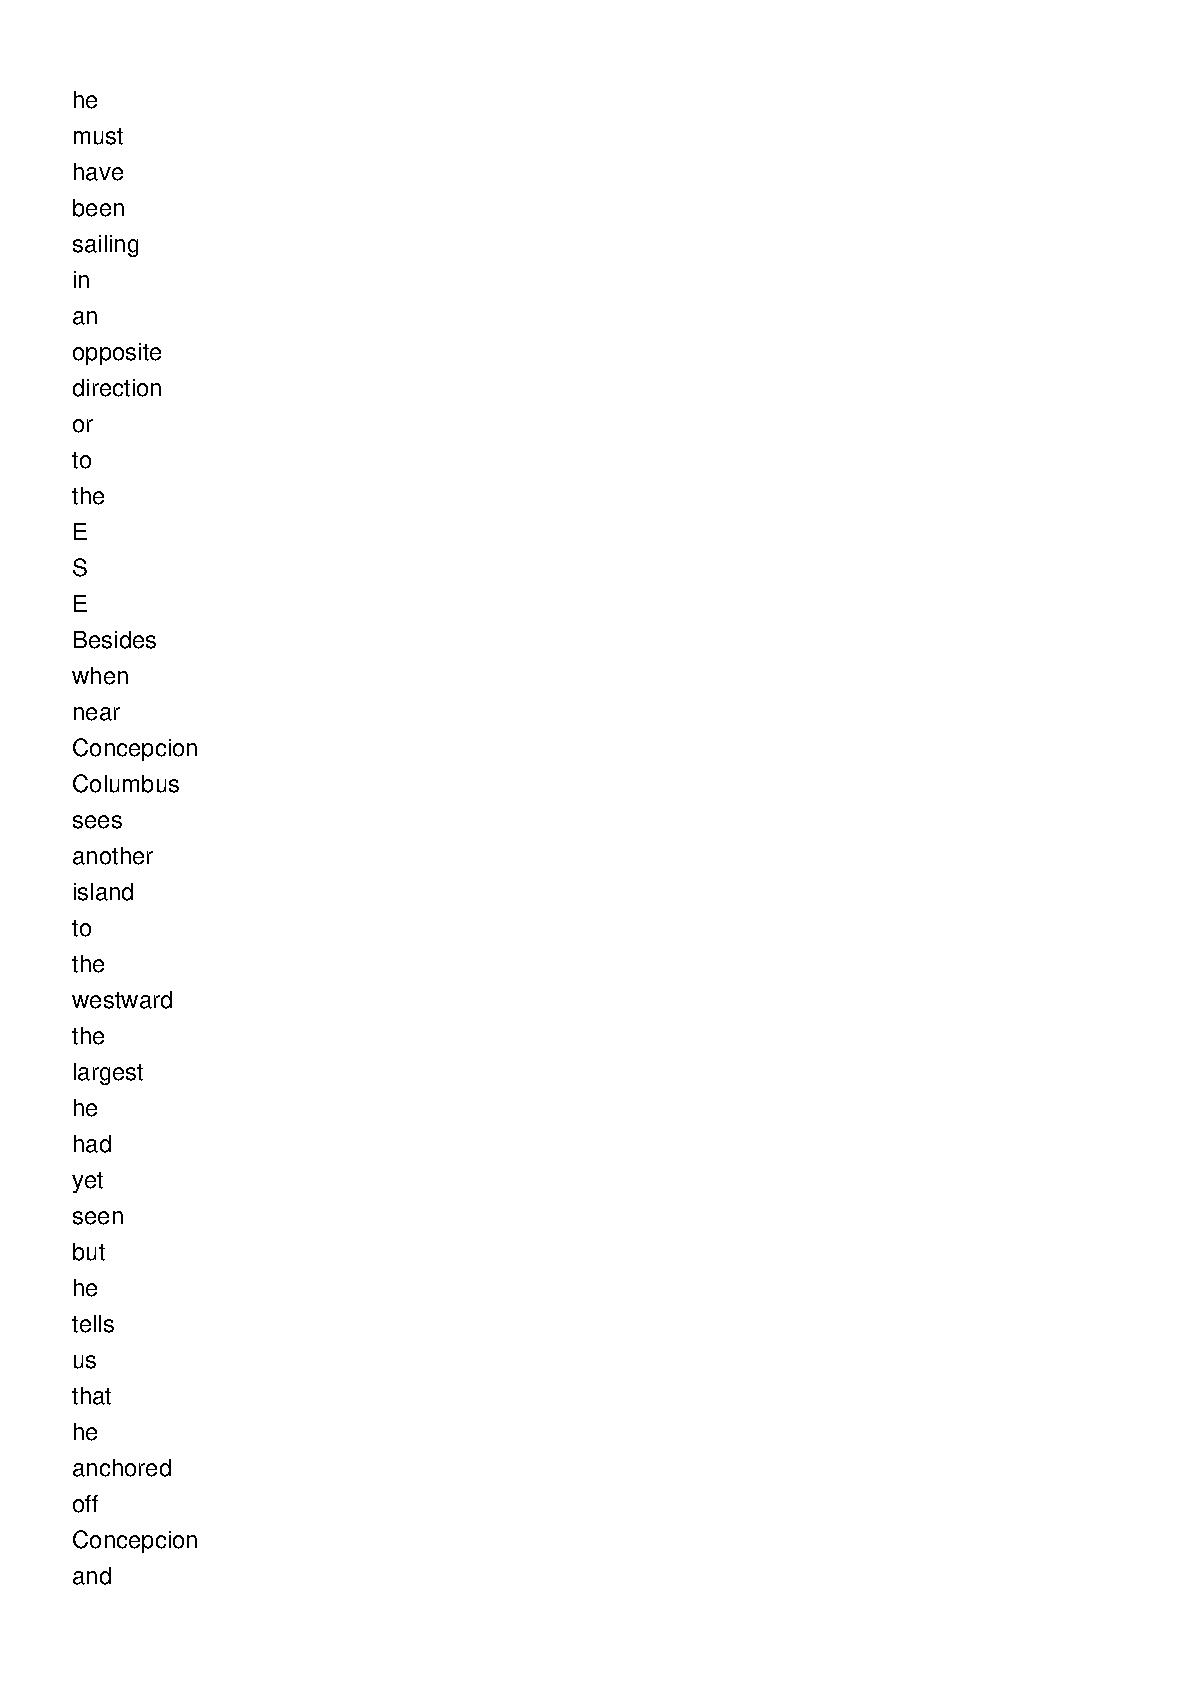 he
must
have
been
sailing
in
an
opposite
direction
or
to
the
E
S
E
Besides
when
near
Concepcion
Columbus
sees
another
island
to
the
westward
the
largest
he
had
yet
seen
but
he
tells
us
that
he
anchored
off
Concepcion
and